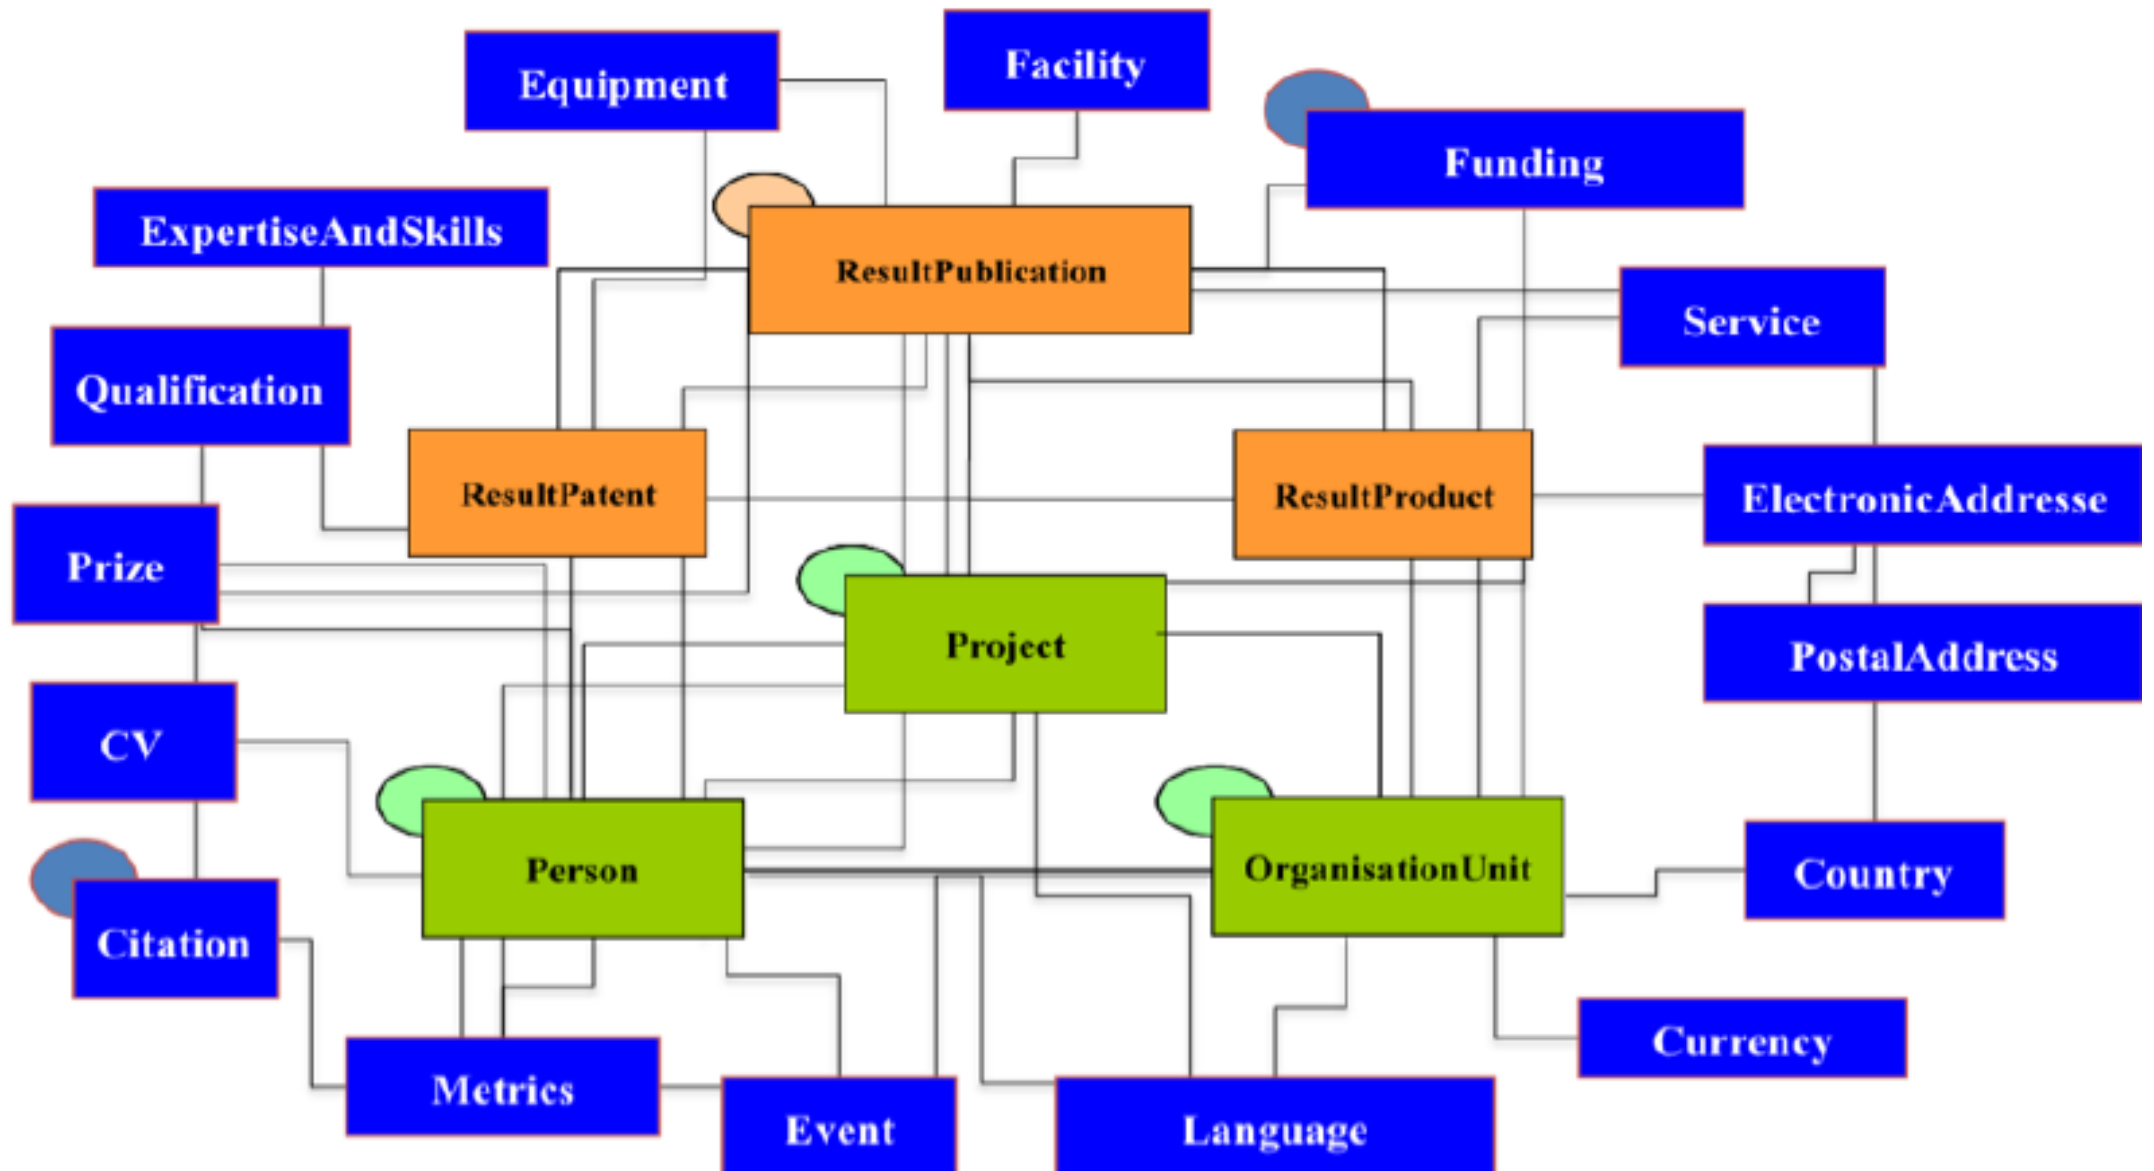 Facility
Equipment
Funding
ExpertiseAndSkills
ResultPublication
Service
Qualification
ResultPatent
ResultProduct
ElectronicAddresse
Prize
Project
PostalAddress
CV
Person
OrganisationUnit
Country
Citation
Currency
Metrics
Event
Language